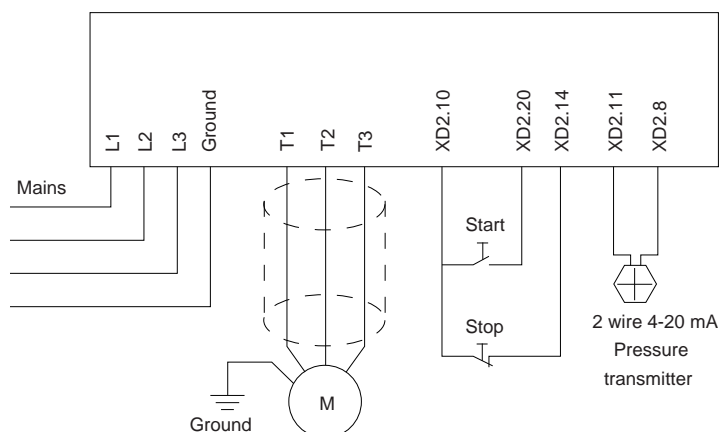 L1
L2
L3
Ground
T1
T2
T3
XD2.10
XD2.20
XD2.14
XD2.11
XD2.8
Mains
Start
Stop
2 wire 4-20 mA
Pressure
transmitter
M
Ground